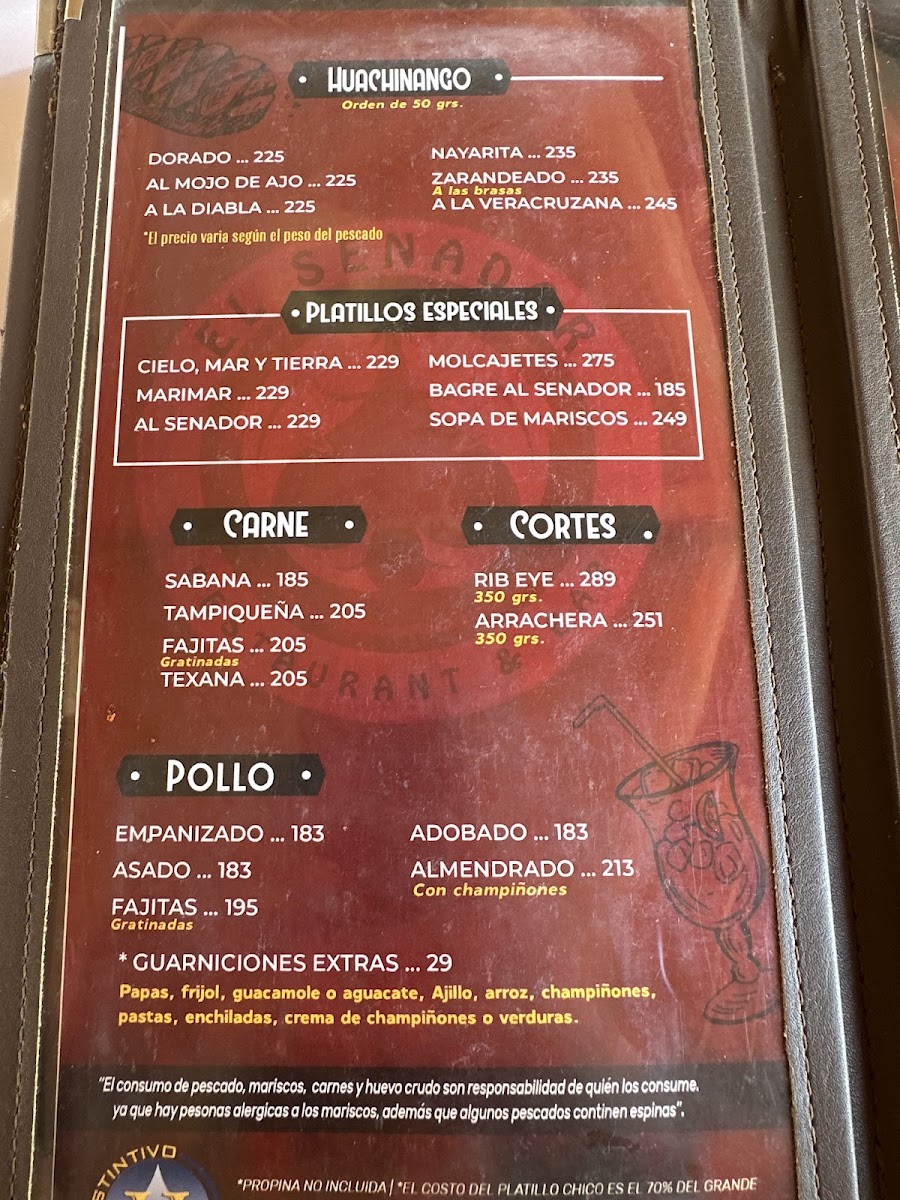 HUACHINANGO
Orden de 50 grs.
DORADO ... 225
AL MOJO DE AJO ... 225
A LA DIABLA ... 225
*El precio varia según el peso del pescado
NAYARITA ... 235
ZARANDEADO ... 235
A las brasas
A LA VERACRUZANA ... 245
EL SENADOR
PLATILLOS ESPECIALES
CIELO, MAR Y TIERRA ... 229
MARIMAR ... 229
AL SENADOR ... 229
MOLCAJETES ... 275
BAGRE AL SENADOR ... 185
SOPA DE MARISCOS ... 249
CARNE
SABANA ... 185
TAMPIQUEÑA ... 205
FAJITAS ... 205
Gratinadas
TEXANA ... 205
CORTES
RIB EYE ... 289
350 grs.
ARRACHERA ... 251
350 grs.
POLLO
EMPANIZADO ... 183
ASADO ... 183
FAJITAS ... 195
Gratinadas
ADOBADO ... 183
ALMENDRADO ... 213
Con champiñones
* GUARNICIONES EXTRAS ... 29
Papas, frijol, guacamole o aguacate, Ajillo, arroz, champiñones,
pastas, enchiladas, crema de champiñones o verduras.
"El consumo de pescado, mariscos, carnes y huevo crudo son responsabilidad de quién los consume.
ya que hay pesonas alergicas a los mariscos, además que algunos pescados continen espinas".
*PROPINA NO INCLUIDA | *EL COSTO DEL PLATILLO CHICO ES EL 70% DEL GRANDE